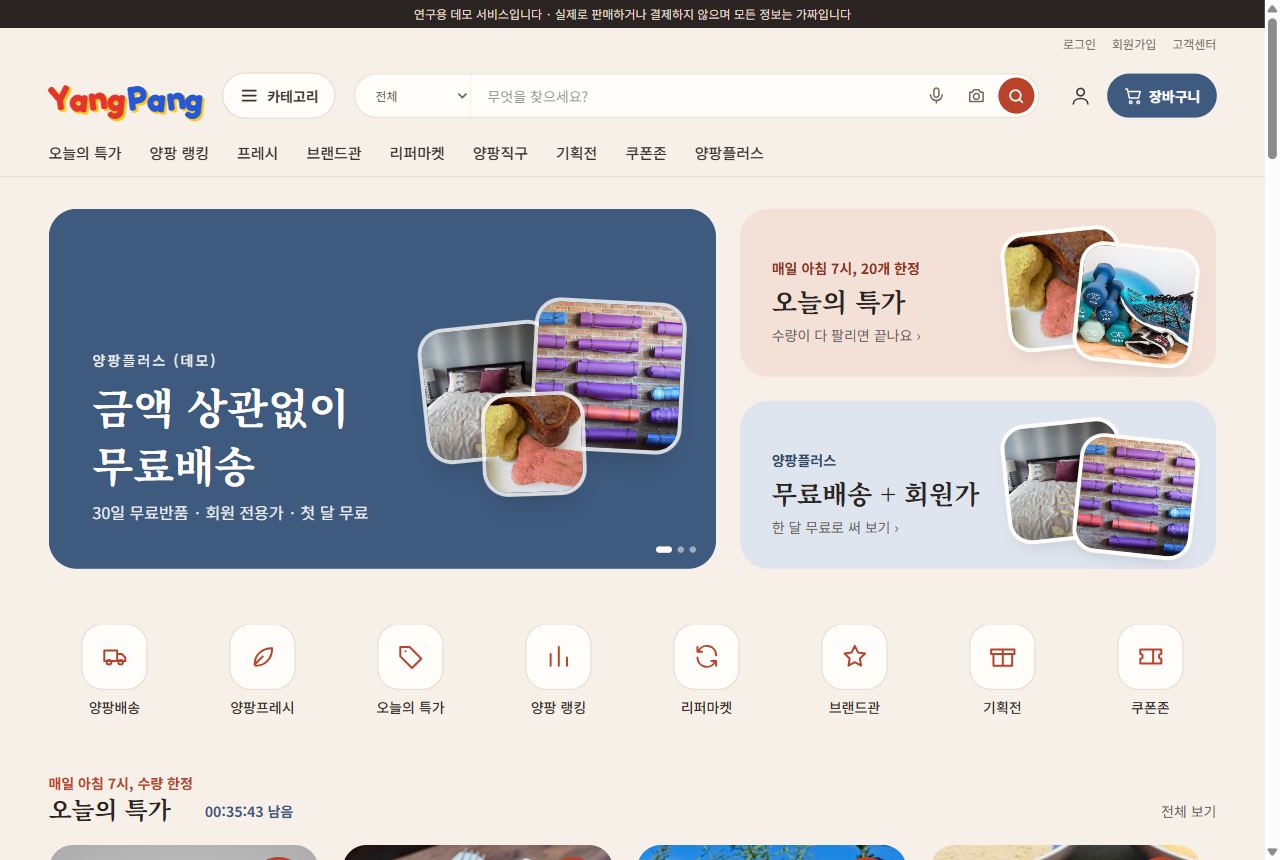 연구용 데모 서비스입니다 · 실제로 판매하거나 결제하지 않으며 모든 정보는 가짜입니다
로그인 회원가입 고객센터
YangPang 카테고리 전체 무엇을 찾으세요? 장바구니
오늘의 특가 양팡 랭킹 프레시 브랜드관 리퍼마켓 양팡직구 기획전 쿠폰존 양팡플러스
양팡플러스 (데모)
금액 상관없이
무료배송
30일 무료반품 · 회원 전용가 · 첫 달 무료
매일 아침 7시, 20개 한정
오늘의 특가
수량이 다 팔리면 끝나요 ›
양팡플러스
무료배송 + 회원가
한 달 무료로 써 보기 ›
양팡배송 양팡프레시 오늘의 특가 양팡 랭킹 리퍼마켓 브랜드관 기획전 쿠폰존
매일 아침 7시, 수량 한정
오늘의 특가 00:35:43 남음 전체 보기